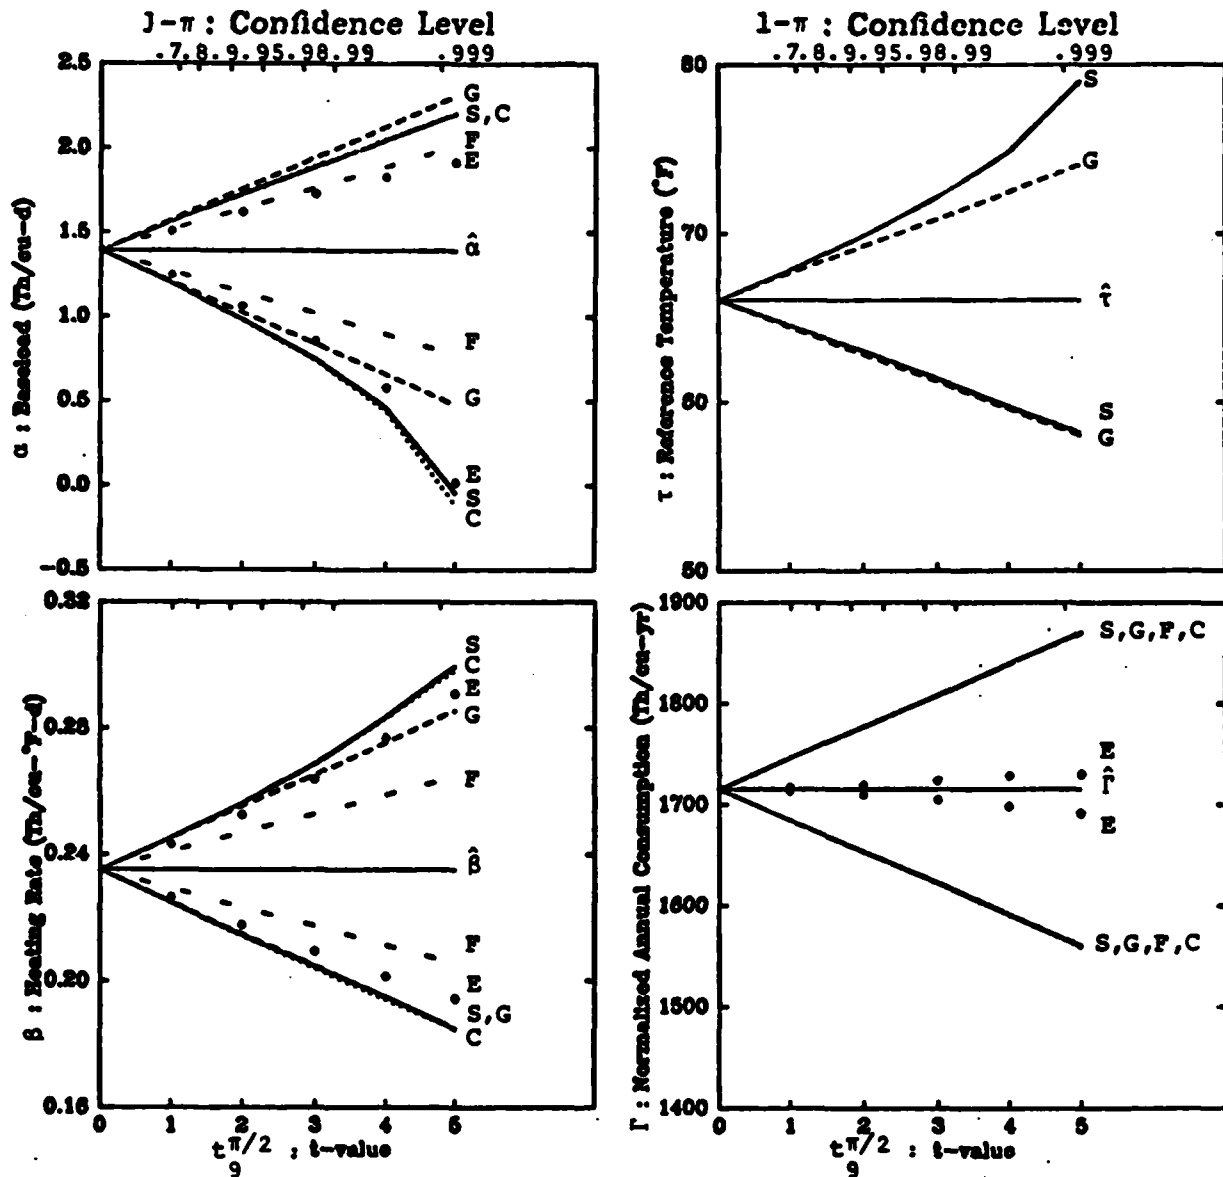 1-π : Confidence Level
.7.8.9.95.98.99 .999
2.5
2.0
1.5
1.0
0.5
0.0
-0.5
α : Baseload (Th/cu-d)
G
S,C
F
E
α̂
F
G
E
S
C
1-π : Confidence Level
.7.8.9.95.98.99 .999
80
70
60
50
τ : Reference Temperature (°F)
S
G
τ̂
S
G
0.32
0.28
0.24
0.20
0.16
β : Heating Rate (Th/cu-°F-d)
S
C
E
G
F
β̂
F
E
S,G
C
0 1 2 3 4 5
t₉^π/2 : t-value
1900
1800
1700
1600
1500
1400
Γ : Normalized Annual Consumption (Th/cu-yr)
S,G,F,C
E
Γ̂
E
S,G,F,C
0 1 2 3 4 5
t₉^π/2 : t-value